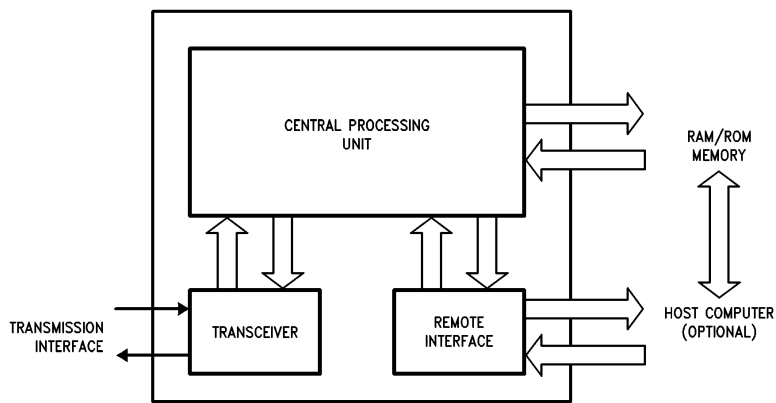 CENTRAL PROCESSING
UNIT
RAM/ROM
MEMORY
TRANSMISSION
INTERFACE
TRANSCEIVER
REMOTE
INTERFACE
HOST COMPUTER
(OPTIONAL)